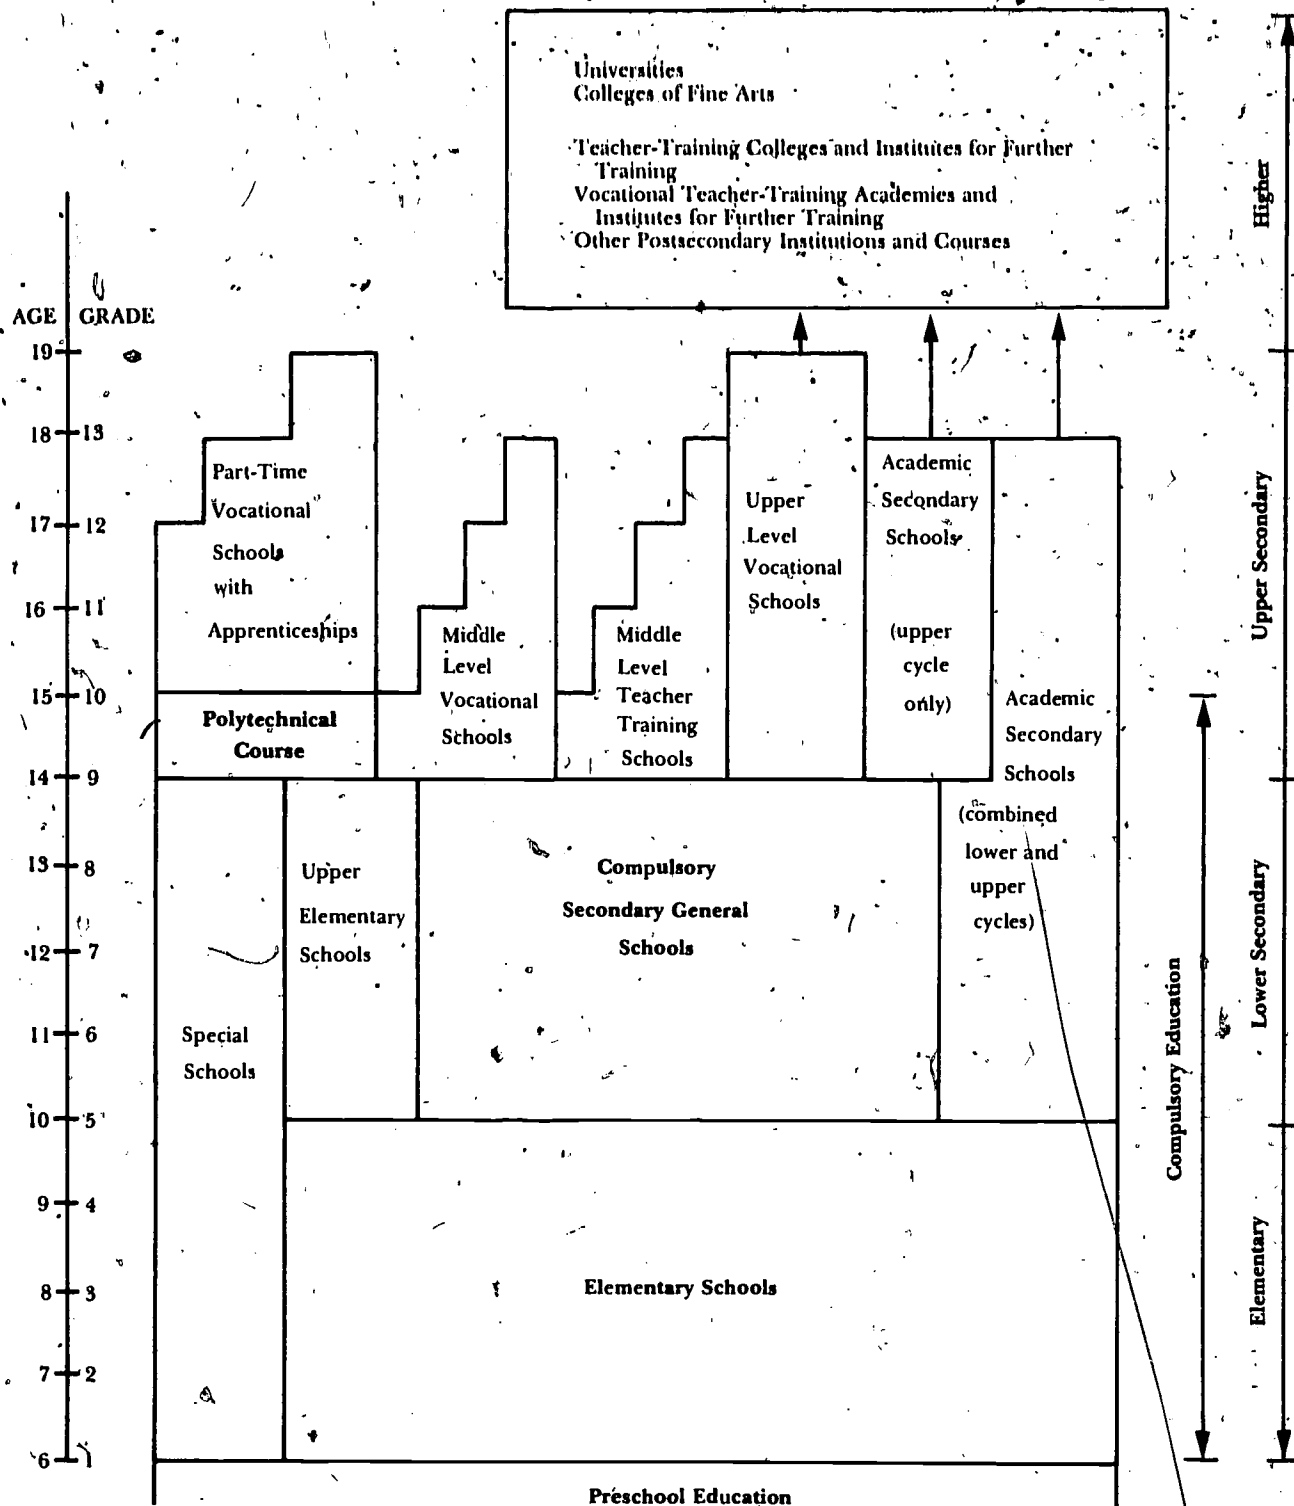 Universities
Colleges of Fine Arts
Teacher-Training Colleges and Institutes for Further
Training
Vocational Teacher-Training Academies and
Institutes for Further Training
Other Postsecondary Institutions and Courses
Higher
AGE GRADE
19
18 13
17 12
16 11
15 10
14 9
13 8
12 7
11 6
10 5
9 4
8 3
7 2
6 1
Part-Time
Vocational
Schools
with
Apprenticeships
Polytechnical
Course
Middle
Level
Vocational
Schools
Middle
Level
Teacher
Training
Schools
Upper
Level
Vocational
Schools
Academic
Secondary
Schools
(upper
cycle
only)
Academic
Secondary
Schools
(combined
lower and
upper
cycles)
Upper Secondary
Special
Schools
Upper
Elementary
Schools
Compulsory
Secondary General
Schools
Compulsory Education
Lower Secondary
Elementary Schools
Elementary
Preschool Education